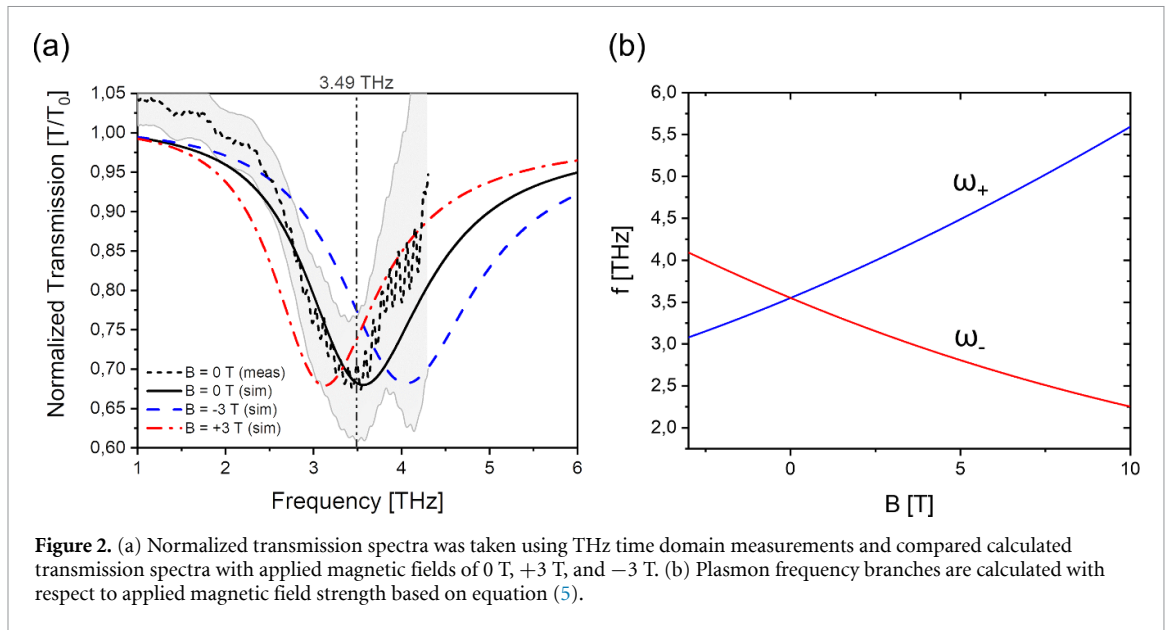 (a)
3.49 THz
Normalized Transmission [T/T₀]
1,05
1,00
0,95
0,90
0,85
0,80
0,75
0,70
0,65
0,60
B = 0 T (meas)
B = 0 T (sim)
B = -3 T (sim)
B = +3 T (sim)
1 2 3 4 5 6
Frequency [THz]
(b)
f [THz]
6,0
5,5
5,0
4,5
4,0
3,5
3,0
2,5
2,0
ω₊
ω₋
0 5 10
B [T]
Figure 2. (a) Normalized transmission spectra was taken using THz time domain measurements and compared calculated
transmission spectra with applied magnetic fields of 0 T, +3 T, and −3 T. (b) Plasmon frequency branches are calculated with
respect to applied magnetic field strength based on equation (5).